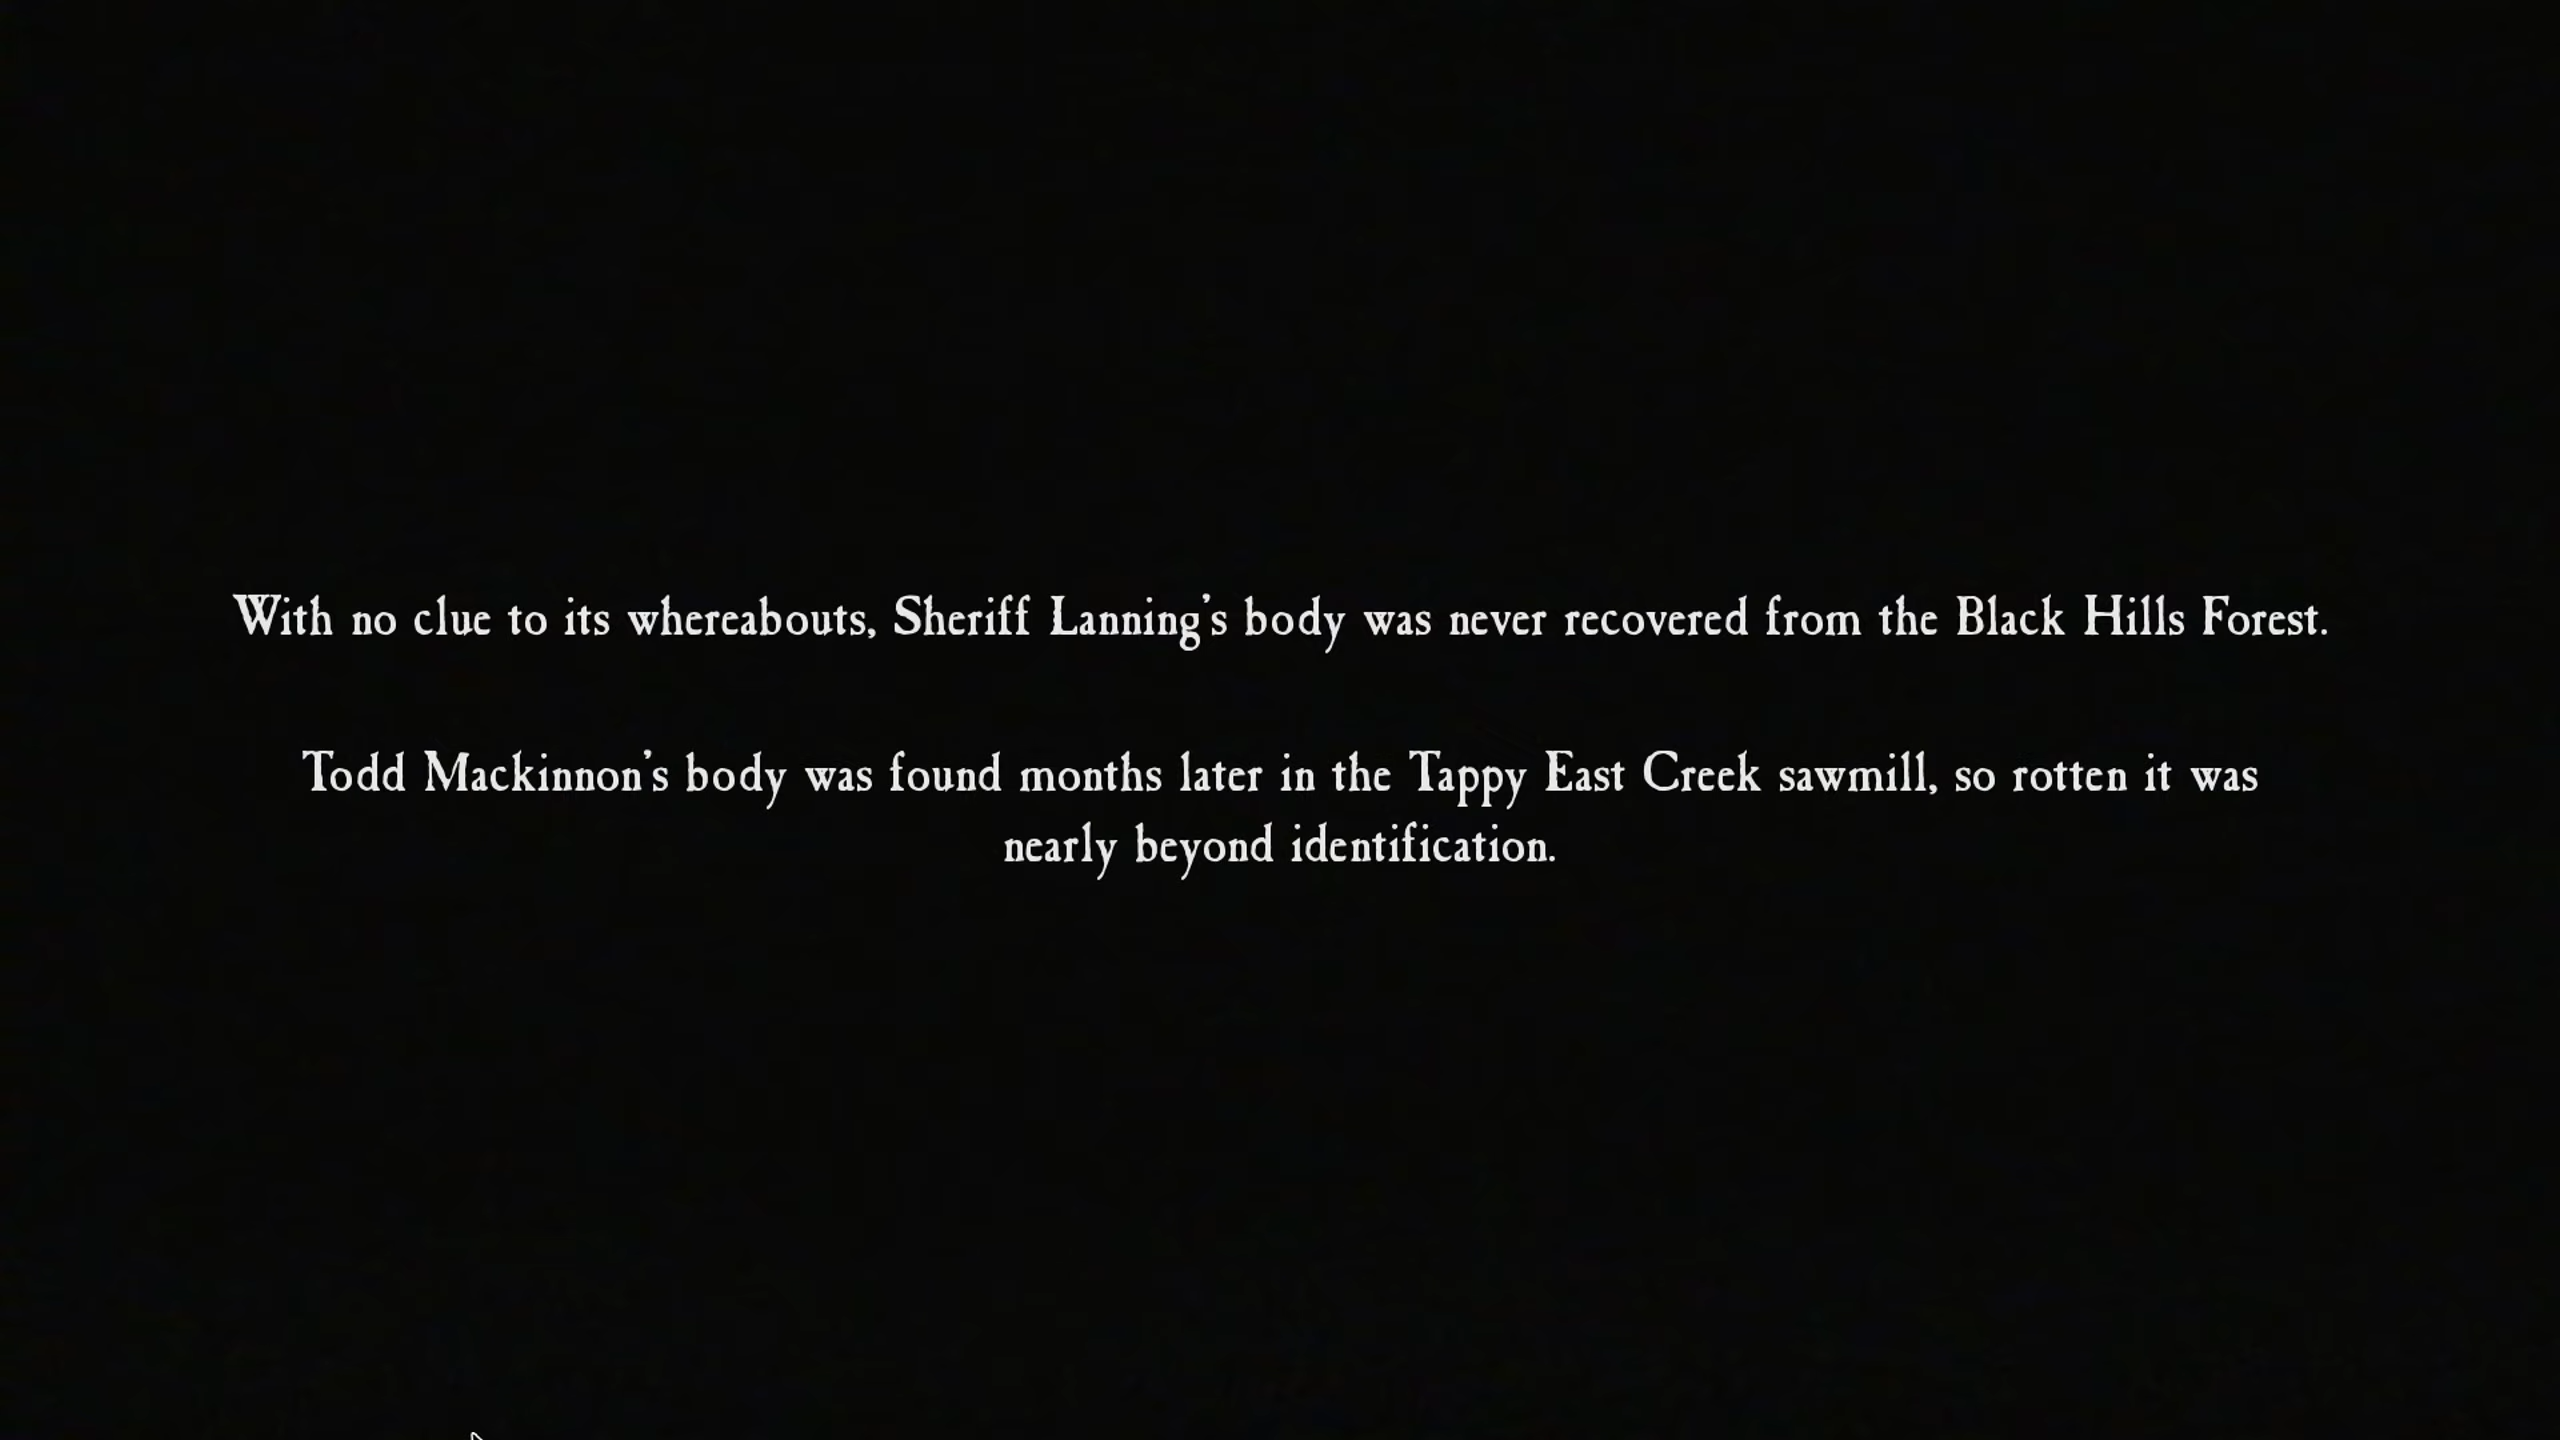 With no clue to its whereabouts, Sheriff Lanning’s body was never recovered from the Black Hills Forest.
Todd Mackinnon’s body was found months later in the Tappy East Creek sawmill, so rotten it was
nearly beyond identification.